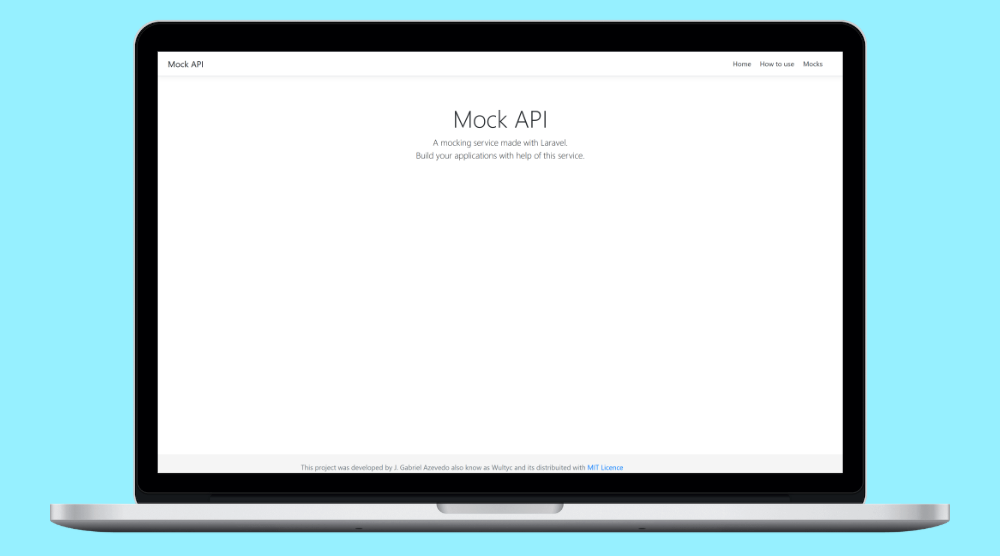 Mock API
Home How to use Mocks
Mock API
A mocking service made with Laravel.
Build your applications with help of this service.
This project was developed by J. Gabriel Azevedo also know as Wultyc and its distribuited with MIT Licence